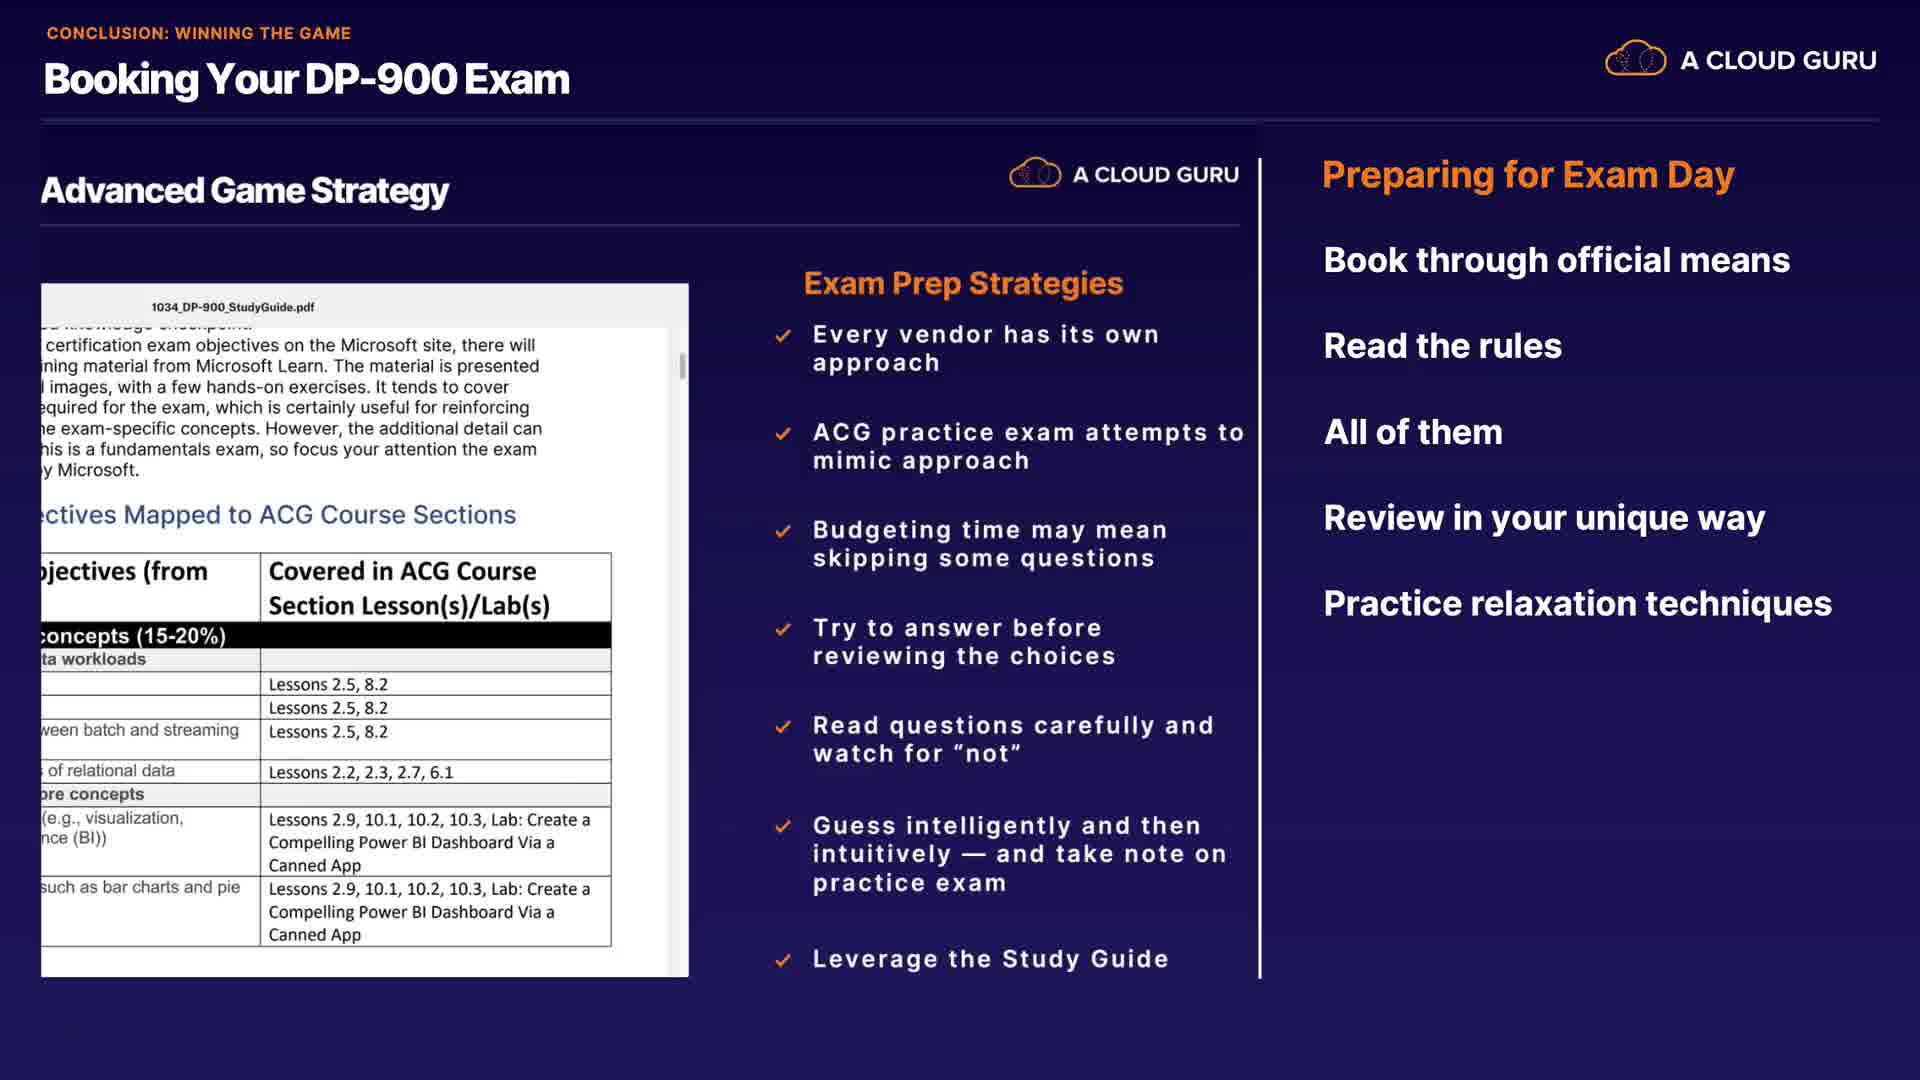 CONCLUSION: WINNING THE GAME
Booking Your DP-900 Exam
A CLOUD GURU
Advanced Game Strategy
A CLOUD GURU
1034_DP-900_StudyGuide.pdf
knowledge checkpoint.
certification exam objectives on the Microsoft site, there will
ining material from Microsoft Learn. The material is presented
images, with a few hands-on exercises. It tends to cover
equired for the exam, which is certainly useful for reinforcing
e exam-specific concepts. However, the additional detail can
his is a fundamentals exam, so focus your attention the exam
y Microsoft.
ectives Mapped to ACG Course Sections
bjectives (from
Covered in ACG Course
Section Lesson(s)/Lab(s)
concepts (15-20%)
ta workloads
Lessons 2.5, 8.2
Lessons 2.5, 8.2
ween batch and streaming
Lessons 2.5, 8.2
s of relational data
Lessons 2.2, 2.3, 2.7, 6.1
ore concepts
(e.g., visualization,
nce (BI))
Lessons 2.9, 10.1, 10.2, 10.3, Lab: Create a
Compelling Power BI Dashboard Via a
Canned App
such as bar charts and pie
Lessons 2.9, 10.1, 10.2, 10.3, Lab: Create a
Compelling Power BI Dashboard Via a
Canned App
Exam Prep Strategies
Every vendor has its own
approach
ACG practice exam attempts to
mimic approach
Budgeting time may mean
skipping some questions
Try to answer before
reviewing the choices
Read questions carefully and
watch for “not”
Guess intelligently and then
intuitively — and take note on
practice exam
Leverage the Study Guide
Preparing for Exam Day
Book through official means
Read the rules
All of them
Review in your unique way
Practice relaxation techniques